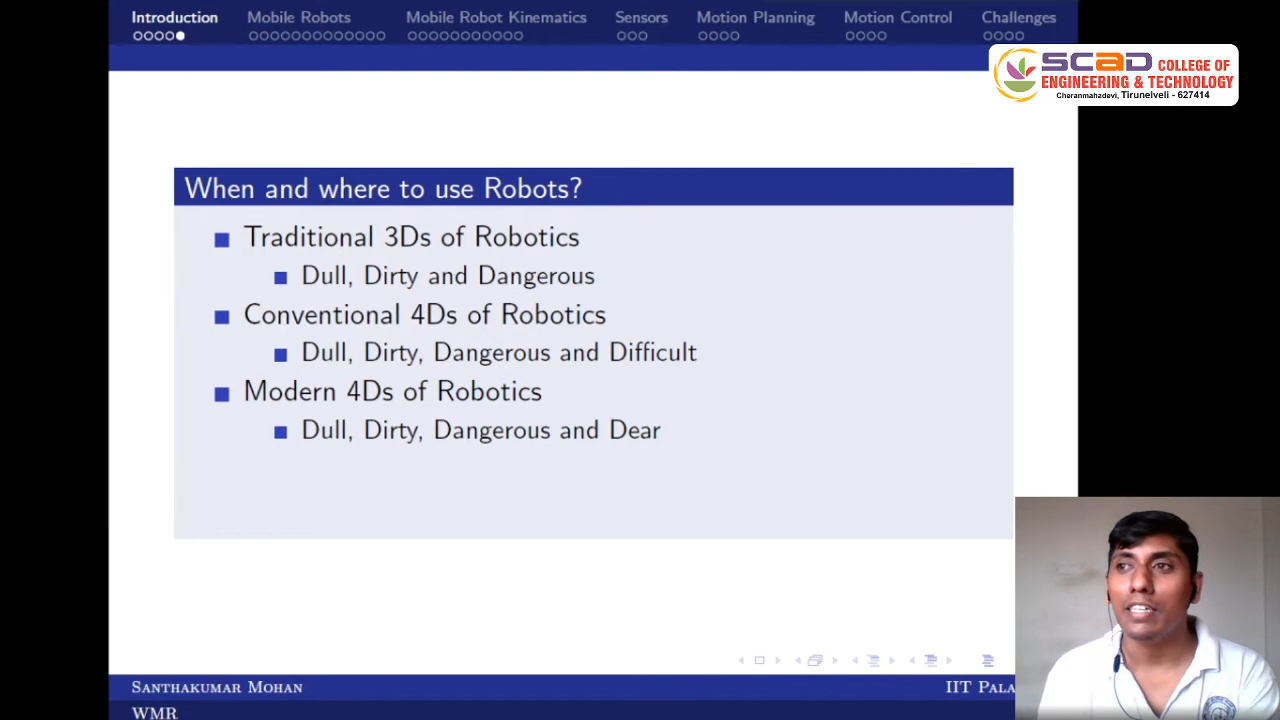 Introduction
Mobile Robots
Mobile Robot Kinematics
Sensors
Motion Planning
Motion Control
Challenges
SCAD COLLEGE OF
ENGINEERING & TECHNOLOGY
Cheranmahadevi, Tirunelveli - 627414
When and where to use Robots?
Traditional 3Ds of Robotics
Dull, Dirty and Dangerous
Conventional 4Ds of Robotics
Dull, Dirty, Dangerous and Difficult
Modern 4Ds of Robotics
Dull, Dirty, Dangerous and Dear
Santhakumar Mohan
IIT Pala
WMR